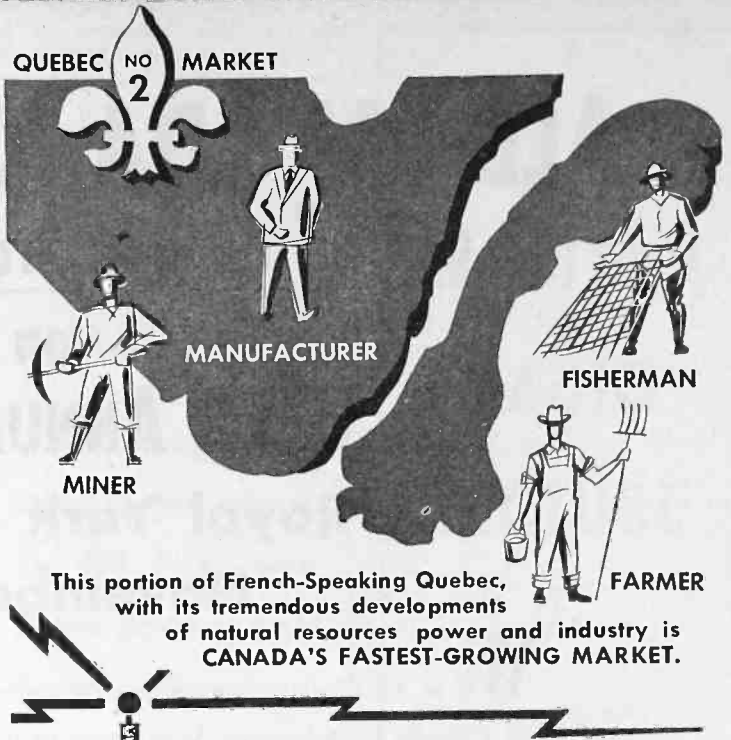 QUEBEC NO 2 MARKET
MANUFACTURER
FISHERMAN
MINER
FARMER
This portion of French-Speaking Quebec,
with its tremendous developments
of natural resources power and industry is
CANADA'S FASTEST-GROWING MARKET.